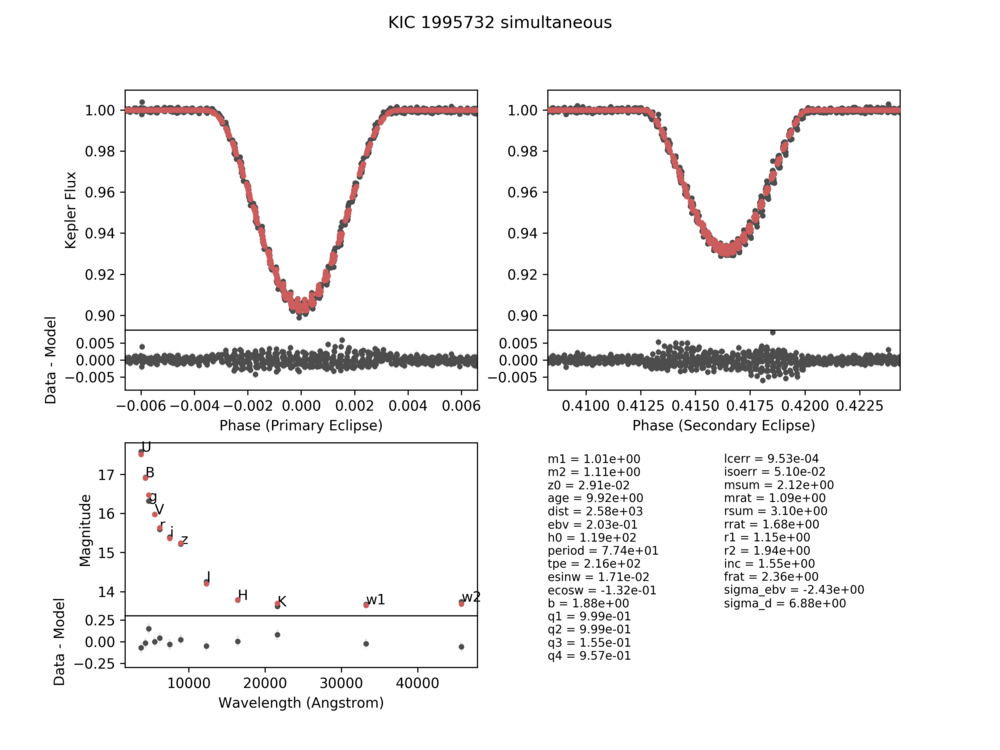 KIC 1995732 simultaneous
1.00
0.98
0.96
0.94
0.92
0.90
Kepler Flux
0.005
0.000
−0.005
Data - Model
−0.006 −0.004 −0.002 0.000 0.002 0.004 0.006
Phase (Primary Eclipse)
1.00
0.98
0.96
0.94
0.92
0.90
0.005
0.000
−0.005
0.4100 0.4125 0.4150 0.4175 0.4200 0.4225
Phase (Secondary Eclipse)
U
B
g
V
r
i
z
J
H
K
w1
w2
17
16
15
14
Magnitude
0.25
0.00
−0.25
Data - Model
10000 20000 30000 40000
Wavelength (Angstrom)
m1 = 1.01e+00
m2 = 1.11e+00
z0 = 2.91e-02
age = 9.92e+00
dist = 2.58e+03
ebv = 2.03e-01
h0 = 1.19e+02
period = 7.74e+01
tpe = 2.16e+02
esinw = 1.71e-02
ecosw = -1.32e-01
b = 1.88e+00
q1 = 9.99e-01
q2 = 9.99e-01
q3 = 1.55e-01
q4 = 9.57e-01
lcerr = 9.53e-04
isoerr = 5.10e-02
msum = 2.12e+00
mrat = 1.09e+00
rsum = 3.10e+00
rrat = 1.68e+00
r1 = 1.15e+00
r2 = 1.94e+00
inc = 1.55e+00
frat = 2.36e+00
sigma_ebv = -2.43e+00
sigma_d = 6.88e+00